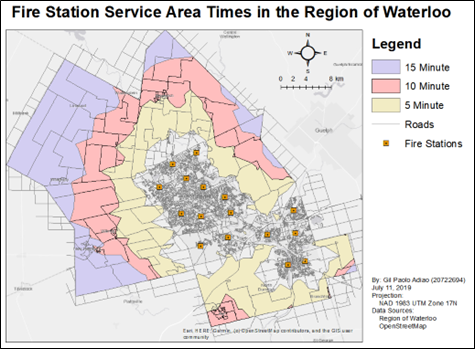 Fire Station Service Area Times in the Region of Waterloo
N
W
E
S
0
2
4
8 km
Legend
15 Minute
10 Minute
5 Minute
Roads
Fire Stations
Guelph
By: Gil Paolo Adiao (20722694)
July 11, 2019
Projection:
NAD 1983 UTM Zone 17N
Data Sources:
Region of Waterloo
OpenStreetMap
Esri, HERE, Garmin, (c) OpenStreetMap contributors, and the GIS user
community